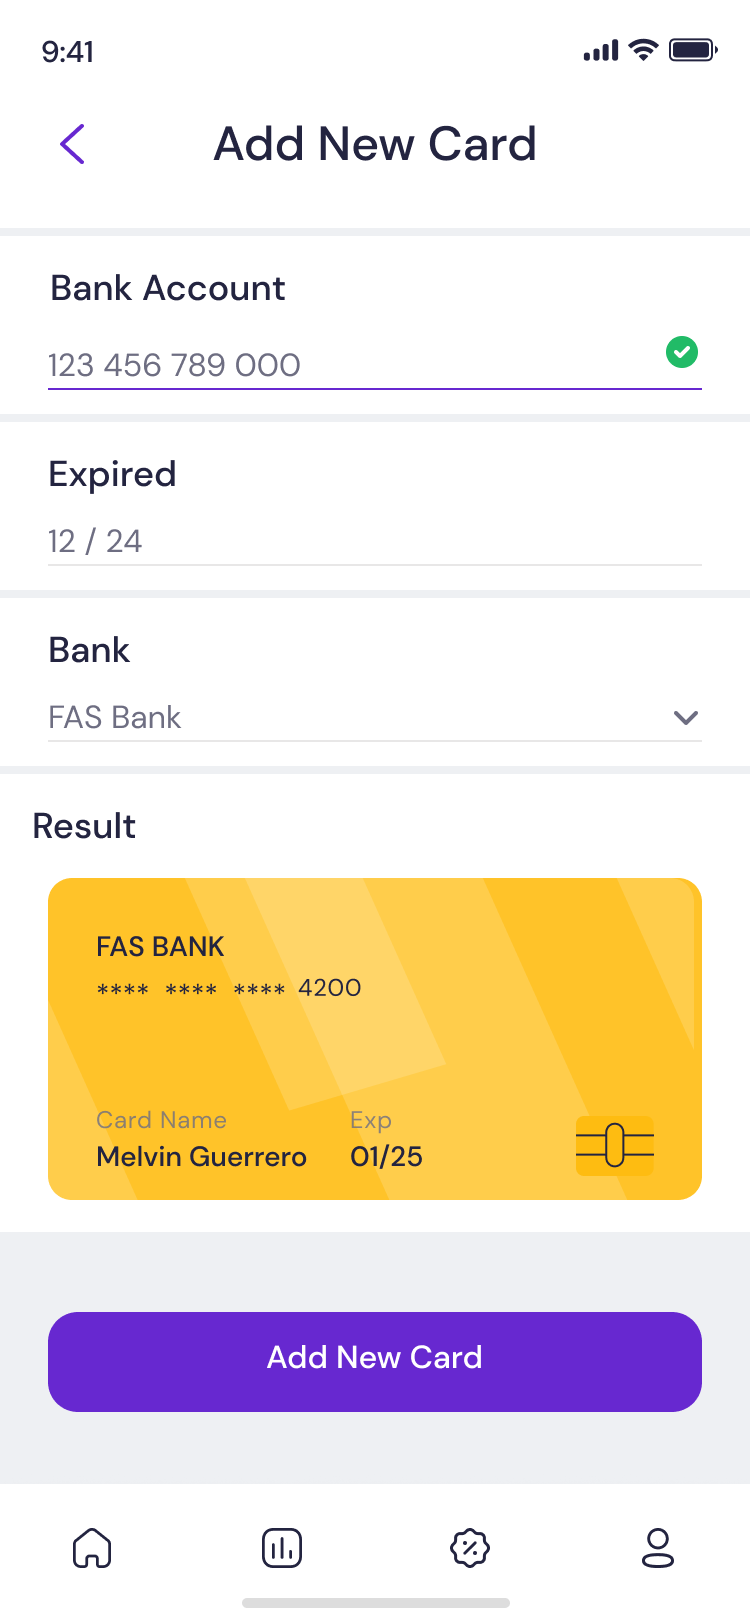 9:41
Add New Card
Bank Account
123 456 789 000
Expired
12 / 24
Bank
FAS Bank
Result
FAS BANK
**** **** **** 4200
Card Name Exp
Melvin Guerrero 01/25
Add New Card